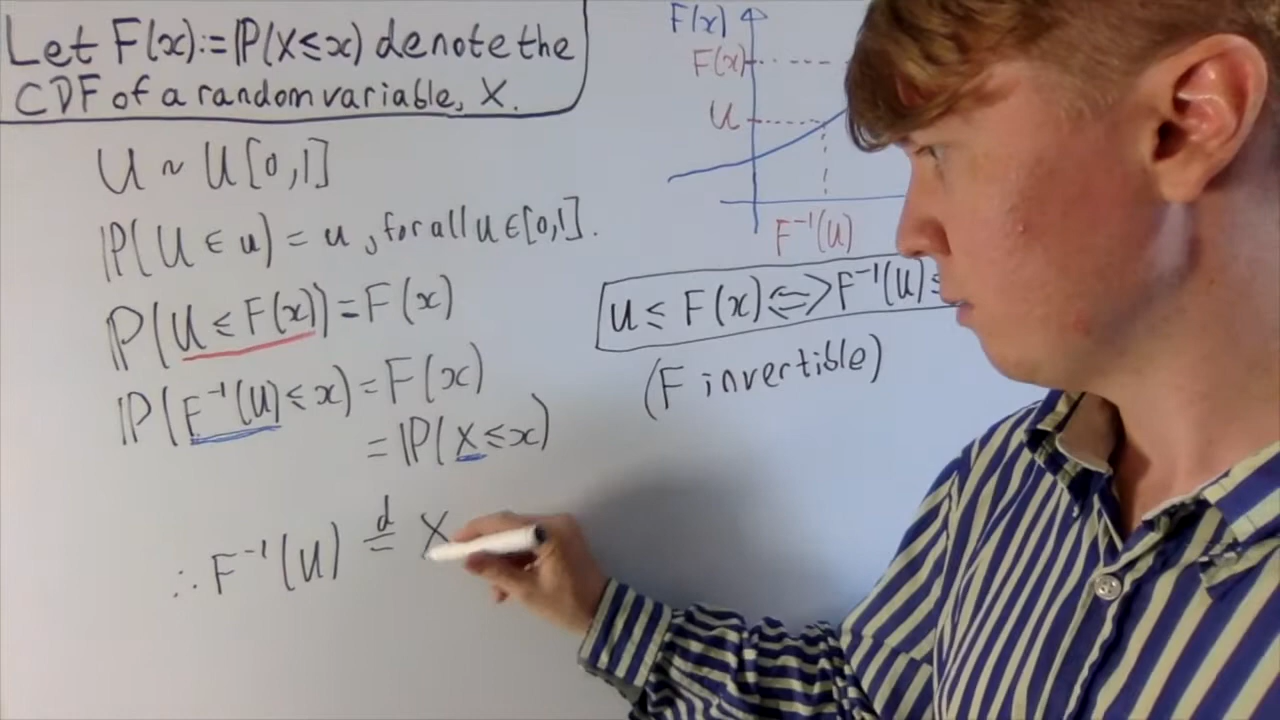 Let F(x):=ℙ(X≤x) denote the
CDF of a random variable, X.
U ~ U[0,1]
ℙ(U ≤ u) = u, for all u∈[0,1].
ℙ(U ≤ F(x)) = F(x)
ℙ(F⁻¹(U) ≤ x) = F(x)
= ℙ(X ≤ x)
∴ F⁻¹(U) =ᵈ X
F(x)
F(x)
U
F⁻¹(U)
U ≤ F(x) ⟺ F⁻¹(U) ≤
(F invertible)